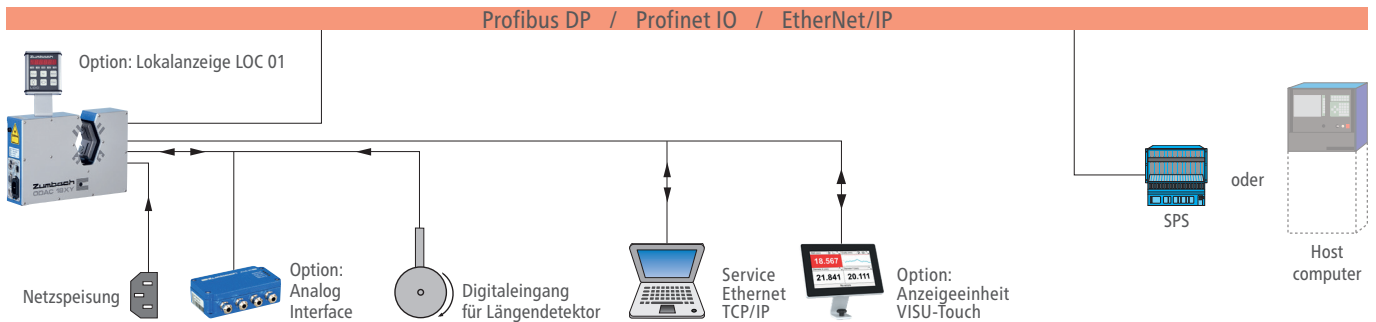 Profibus DP / Profinet IO / EtherNet/IP
Option: Lokalanzeige LOC 01
Zumbach
Zumbach
ODAC 18XY
SPS
oder
Host
computer
Netzspeisung
Option:
Analog
Interface
Digitaleingang
für Längendetektor
Service
Ethernet
TCP/IP
18.567
21.841 20.111
Option:
Anzeigeeinheit
VISU-Touch